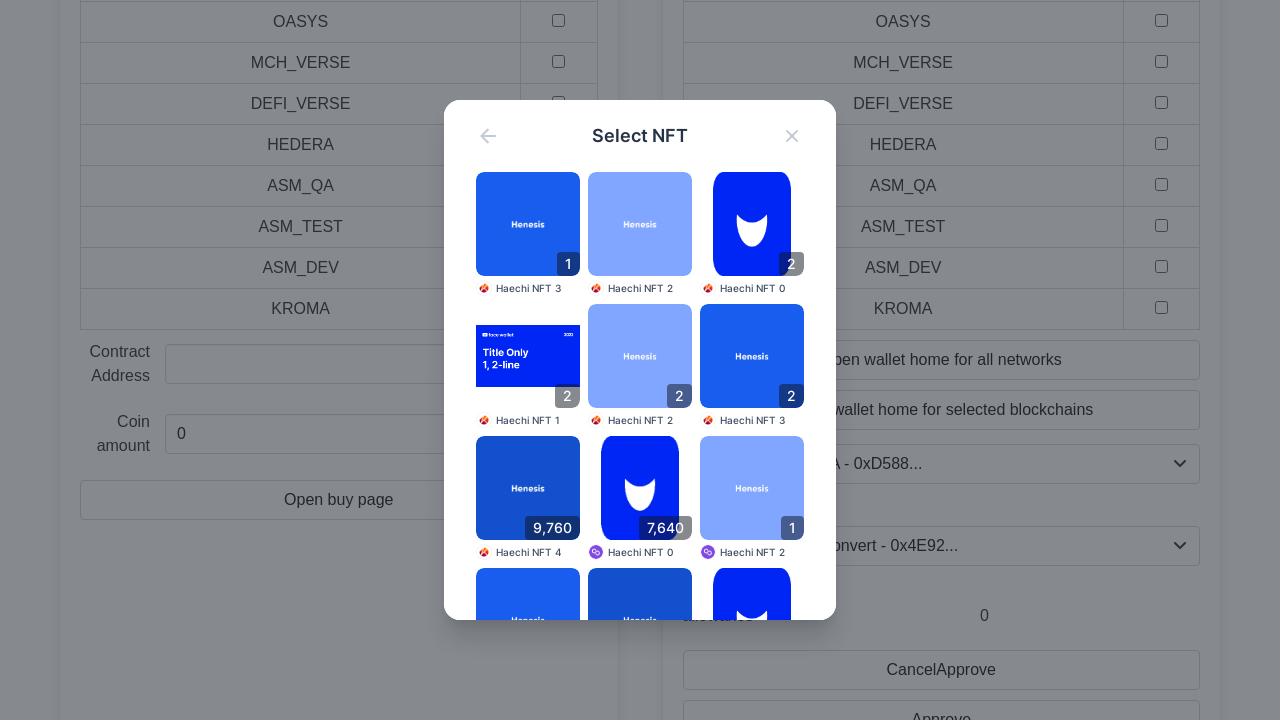 OASYS
MCH_VERSE
DEFI_VERSE
HEDERA
ASM_QA
ASM_TEST
ASM_DEV
KROMA
Contract
Address
Coin
amount
0
Open buy page
Select NFT
Henesis
1
Henesis
2
Haechi NFT 3
Haechi NFT 2
Haechi NFT 0
face wallet
2023
Title Only
1, 2-line
2
Henesis
2
Henesis
2
Haechi NFT 1
Haechi NFT 2
Haechi NFT 3
Henesis
9,760
7,640
Henesis
1
Haechi NFT 4
Haechi NFT 0
Haechi NFT 2
Henesis
Henesis
OASYS
MCH_VERSE
DEFI_VERSE
HEDERA
ASM_QA
ASM_TEST
ASM_DEV
KROMA
pen wallet home for all networks
wallet home for selected blockchains
A - 0xD588...
onvert - 0x4E92...
0
CancelApprove
Approve